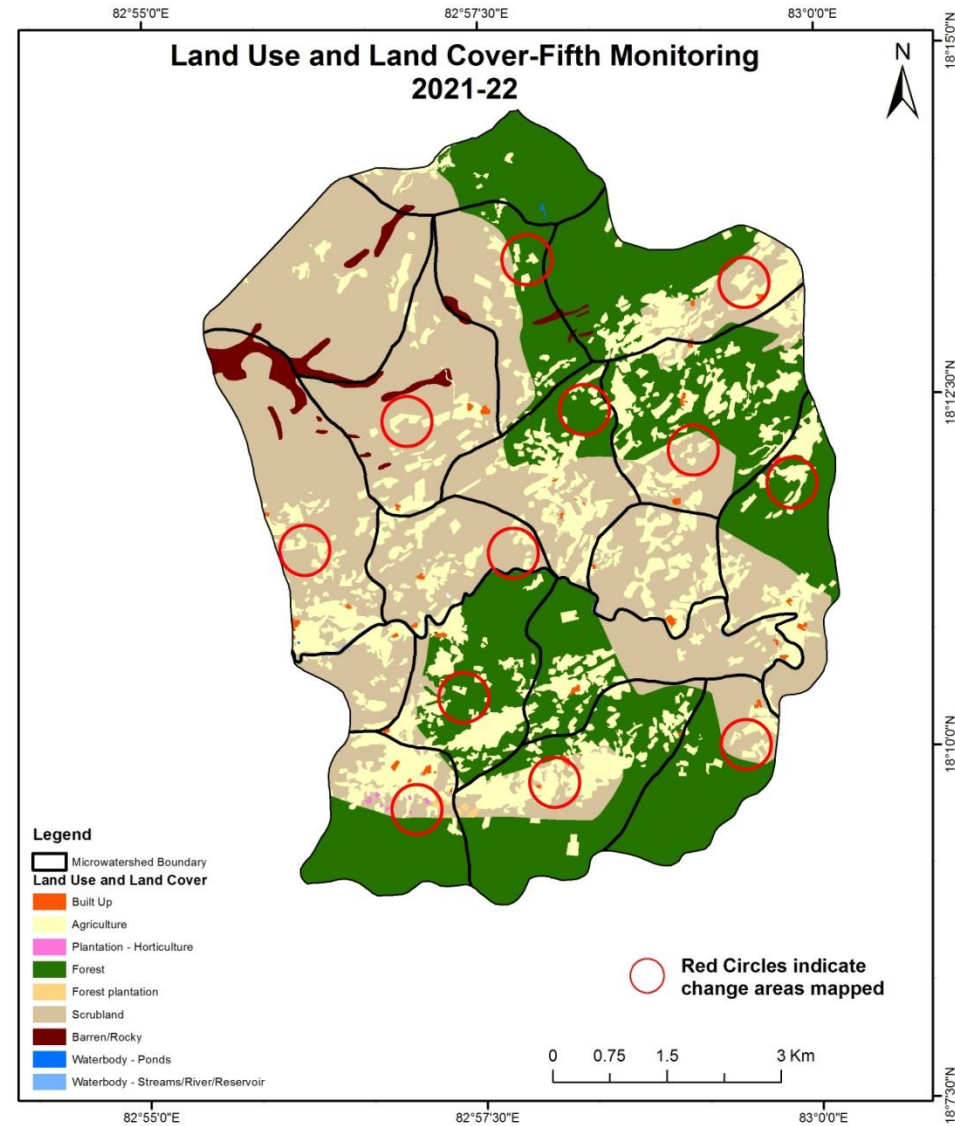 82°55'0"E 82°57'30"E 83°0'0"E
Land Use and Land Cover-Fifth Monitoring
2021-22
N
18°15'0"N
18°12'30"N
18°10'0"N
18°7'30"N
Legend
Microwatershed Boundary
Land Use and Land Cover
Built Up
Agriculture
Plantation - Horticulture
Forest
Forest plantation
Scrubland
Barren/Rocky
Waterbody - Ponds
Waterbody - Streams/River/Reservoir
Red Circles indicate
change areas mapped
0 0.75 1.5 3 Km
82°55'0"E 82°57'30"E 83°0'0"E